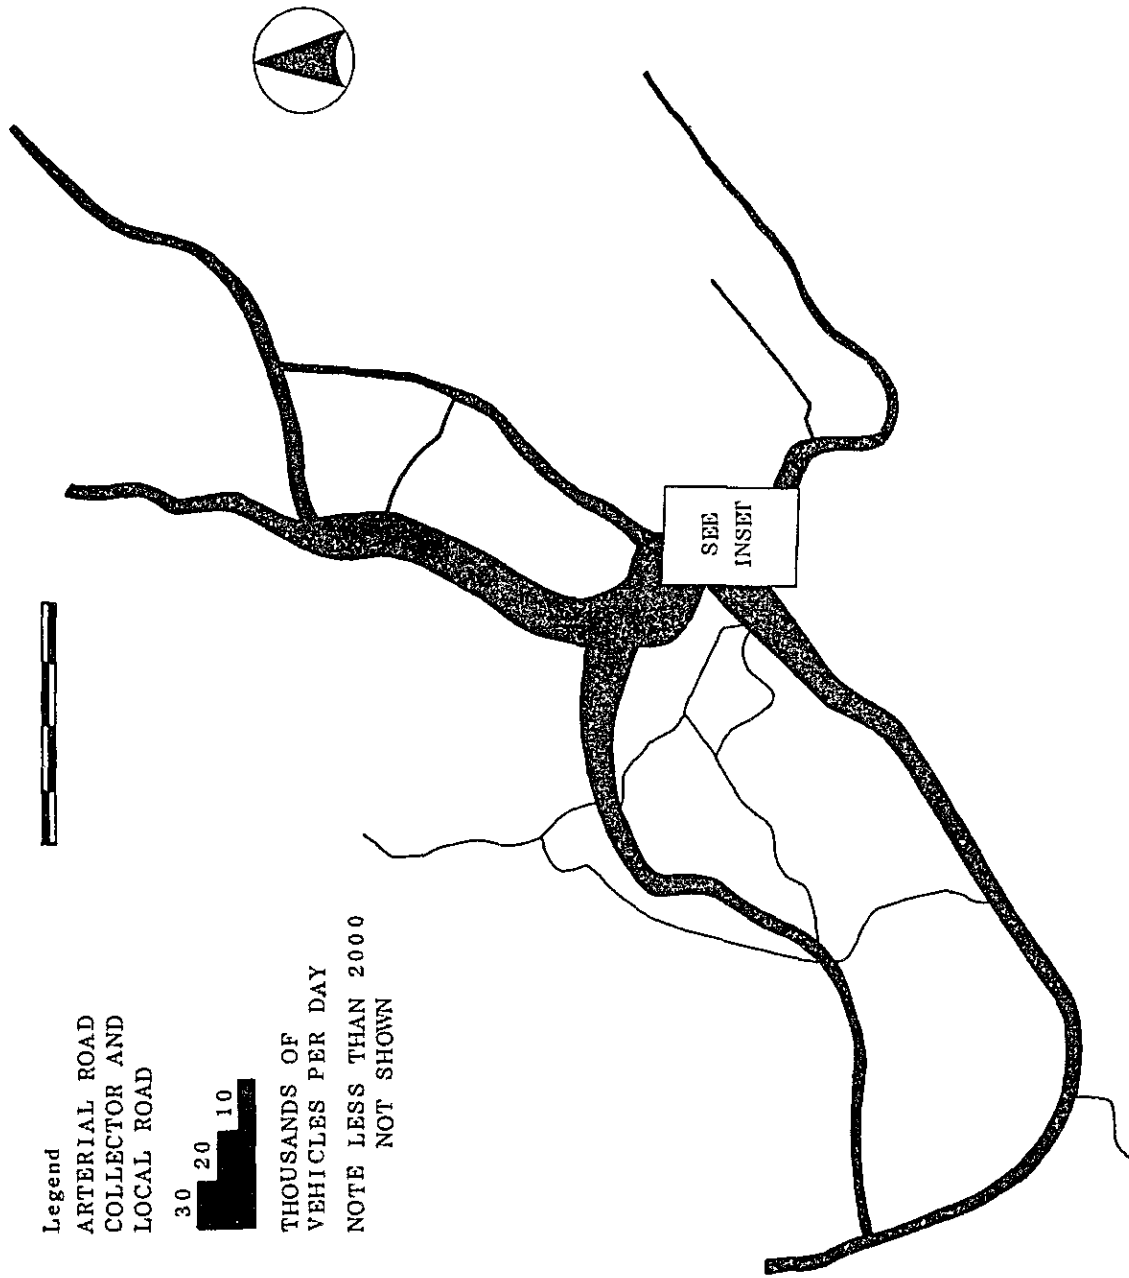 Legend
ARTERIAL ROAD
COLLECTOR AND
LOCAL ROAD
30
20
10
THOUSANDS OF
VEHICLES PER DAY
NOTE LESS THAN 2000
NOT SHOWN
SEE
INSET